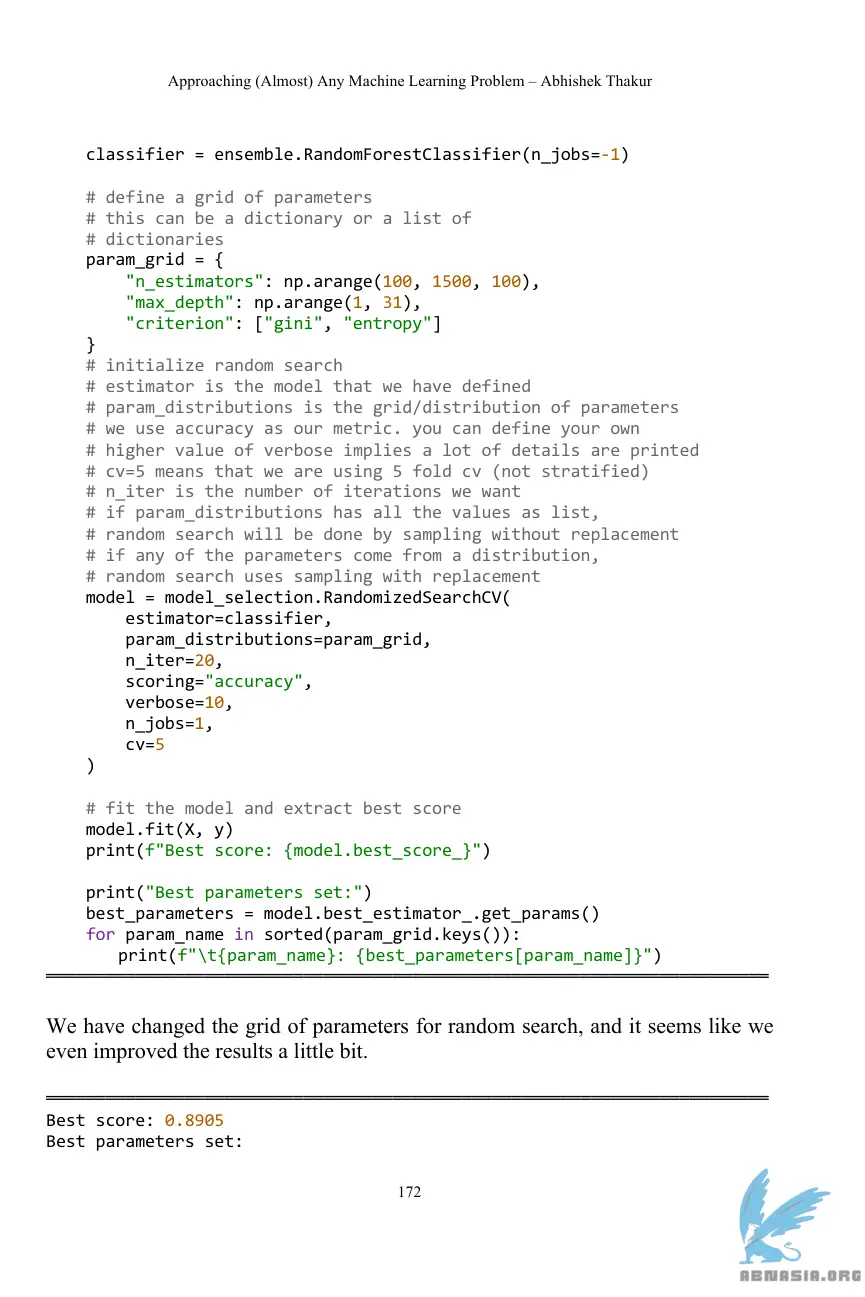 Approaching (Almost) Any Machine Learning Problem – Abhishek Thakur
classifier = ensemble.RandomForestClassifier(n_jobs=-1)
# define a grid of parameters
# this can be a dictionary or a list of
# dictionaries
param_grid = {
"n_estimators": np.arange(100, 1500, 100),
"max_depth": np.arange(1, 31),
"criterion": ["gini", "entropy"]
}
# initialize random search
# estimator is the model that we have defined
# param_distributions is the grid/distribution of parameters
# we use accuracy as our metric. you can define your own
# higher value of verbose implies a lot of details are printed
# cv=5 means that we are using 5 fold cv (not stratified)
# n_iter is the number of iterations we want
# if param_distributions has all the values as list,
# random search will be done by sampling without replacement
# if any of the parameters come from a distribution,
# random search uses sampling with replacement
model = model_selection.RandomizedSearchCV(
estimator=classifier,
param_distributions=param_grid,
n_iter=20,
scoring="accuracy",
verbose=10,
n_jobs=1,
cv=5
)
# fit the model and extract best score
model.fit(X, y)
print(f"Best score: {model.best_score_}")
print("Best parameters set:")
best_parameters = model.best_estimator_.get_params()
for param_name in sorted(param_grid.keys()):
print(f"\t{param_name}: {best_parameters[param_name]}")
We have changed the grid of parameters for random search, and it seems like we
even improved the results a little bit.
Best score: 0.8905
Best parameters set:
172
ABNASIA.ORG